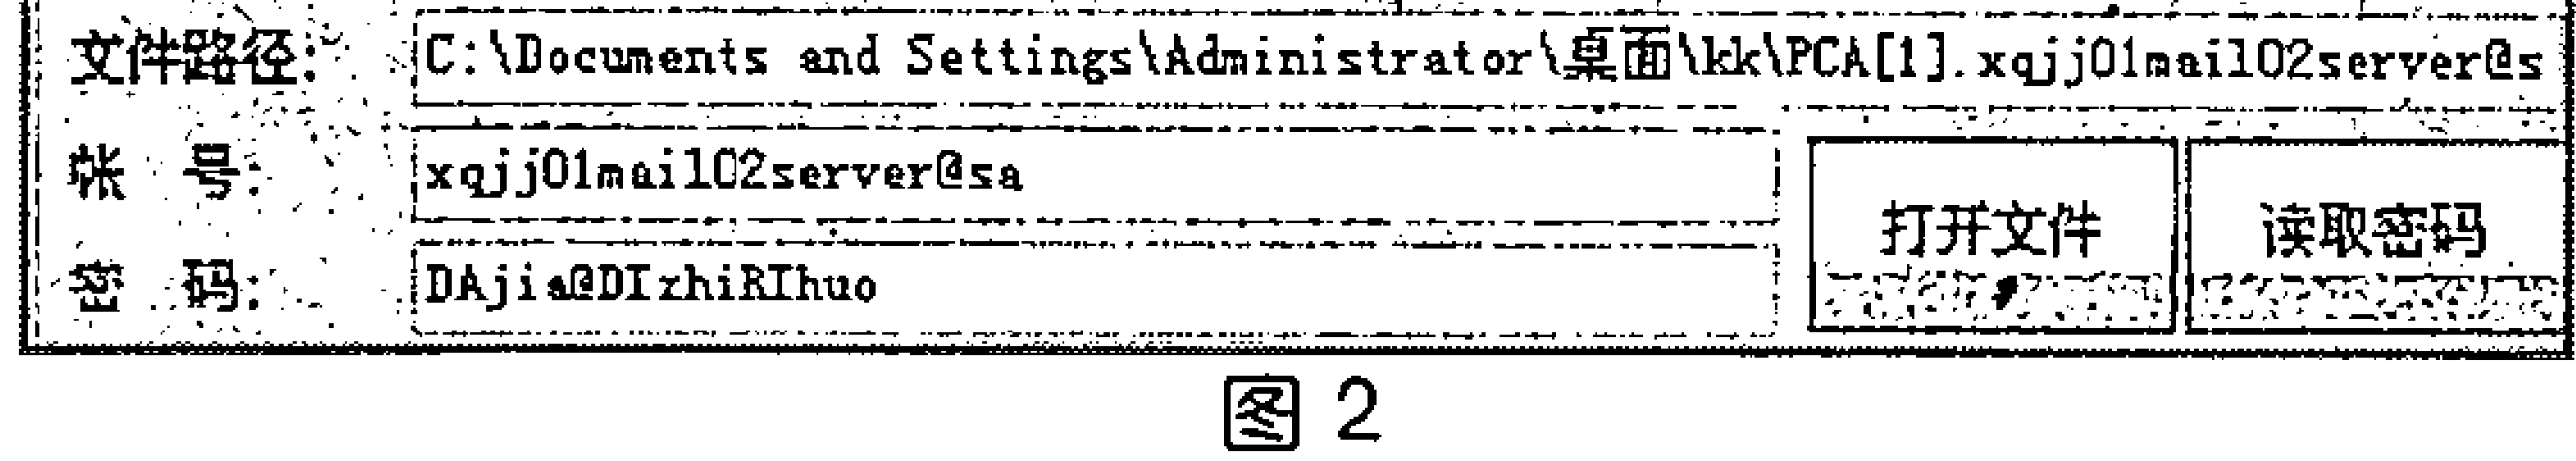 文件路径: C:\Documents and Settings\Administrator\桌面\kk\PCA[1].xqjj01mail02server@s
帐 号: xqjj01mail02server@sa
密 码: DAjia@DIzhiRIhuo
打开文件 读取密码
图 2